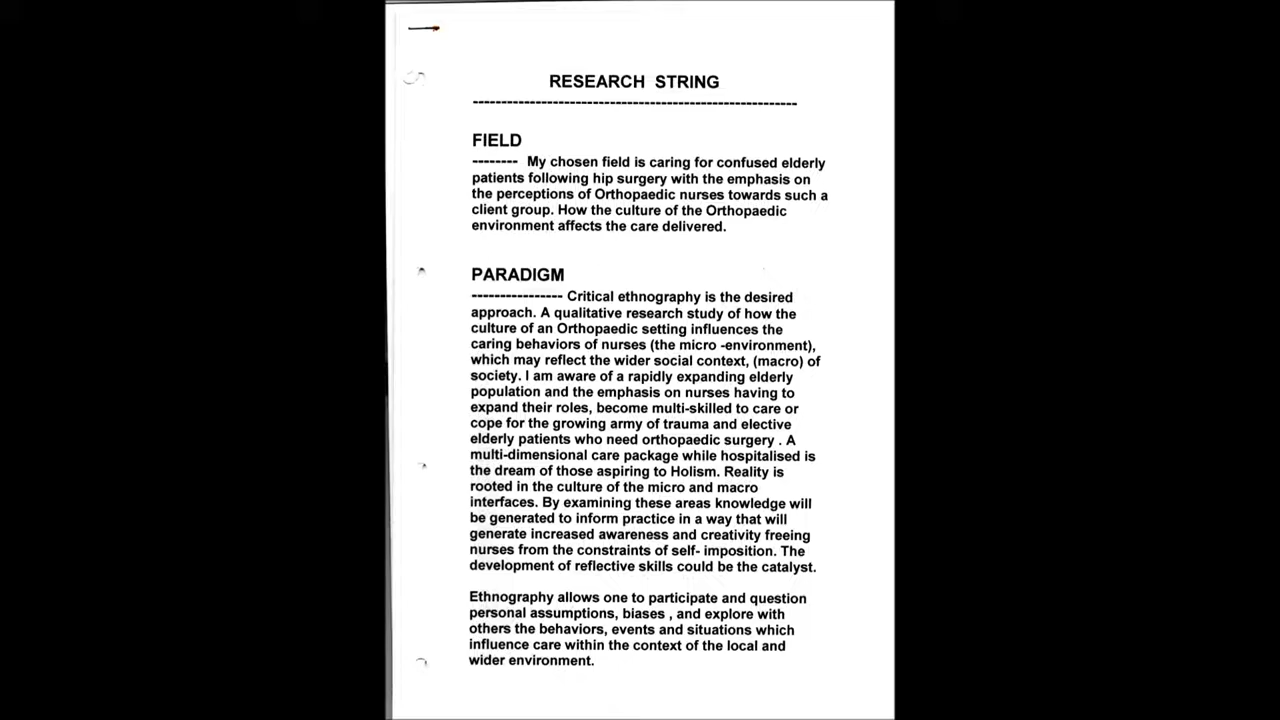 RESEARCH STRING
---------------------------------------------------------
FIELD
-------- My chosen field is caring for confused elderly
patients following hip surgery with the emphasis on
the perceptions of Orthopaedic nurses towards such a
client group. How the culture of the Orthopaedic
environment affects the care delivered.
PARADIGM
---------------- Critical ethnography is the desired
approach. A qualitative research study of how the
culture of an Orthopaedic setting influences the
caring behaviors of nurses (the micro -environment),
which may reflect the wider social context, (macro) of
society. I am aware of a rapidly expanding elderly
population and the emphasis on nurses having to
expand their roles, become multi-skilled to care or
cope for the growing army of trauma and elective
elderly patients who need orthopaedic surgery . A
multi-dimensional care package while hospitalised is
the dream of those aspiring to Holism. Reality is
rooted in the culture of the micro and macro
interfaces. By examining these areas knowledge will
be generated to inform practice in a way that will
generate increased awareness and creativity freeing
nurses from the constraints of self- imposition. The
development of reflective skills could be the catalyst.
Ethnography allows one to participate and question
personal assumptions, biases , and explore with
others the behaviors, events and situations which
influence care within the context of the local and
wider environment.